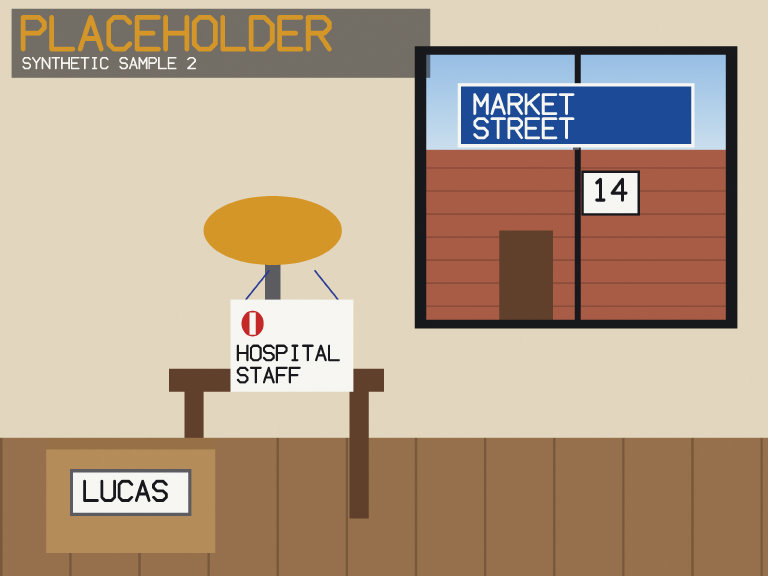 PLACEHOLDER
SYNTHETIC SAMPLE 2
MARKET
STREET
14
HOSPITAL
STAFF
LUCAS